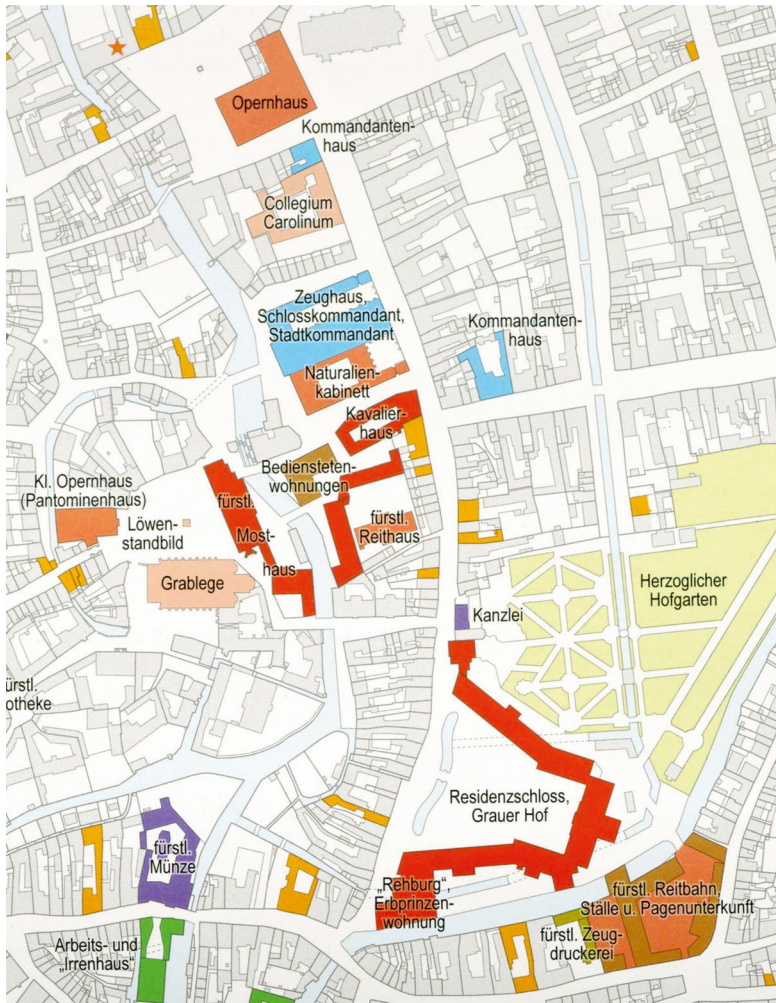 Opernhaus
Kommandanten-
haus
Collegium
Carolinum
Zeughaus,
Schlosskommandant,
Stadtkommandant
Kommandanten-
haus
Naturalien-
kabinett
Kavalier-
haus
Kl. Opernhaus
(Pantominenhaus)
Bediensteten-
wohnungen
fürstl.
Most-
haus
Löwen-
standbild
fürstl.
Reithaus
Grablege
Herzoglicher
Hofgarten
Kanzlei
ürstl.
otheke
Residenzschloss,
Grauer Hof
fürstl.
Münze
„Rehburg",
Erbprinzen-
wohnung
fürstl. Reitbahn,
Ställe u. Pagenunterkunft
fürstl. Zeug-
druckerei
Arbeits- und
„Irrenhaus"